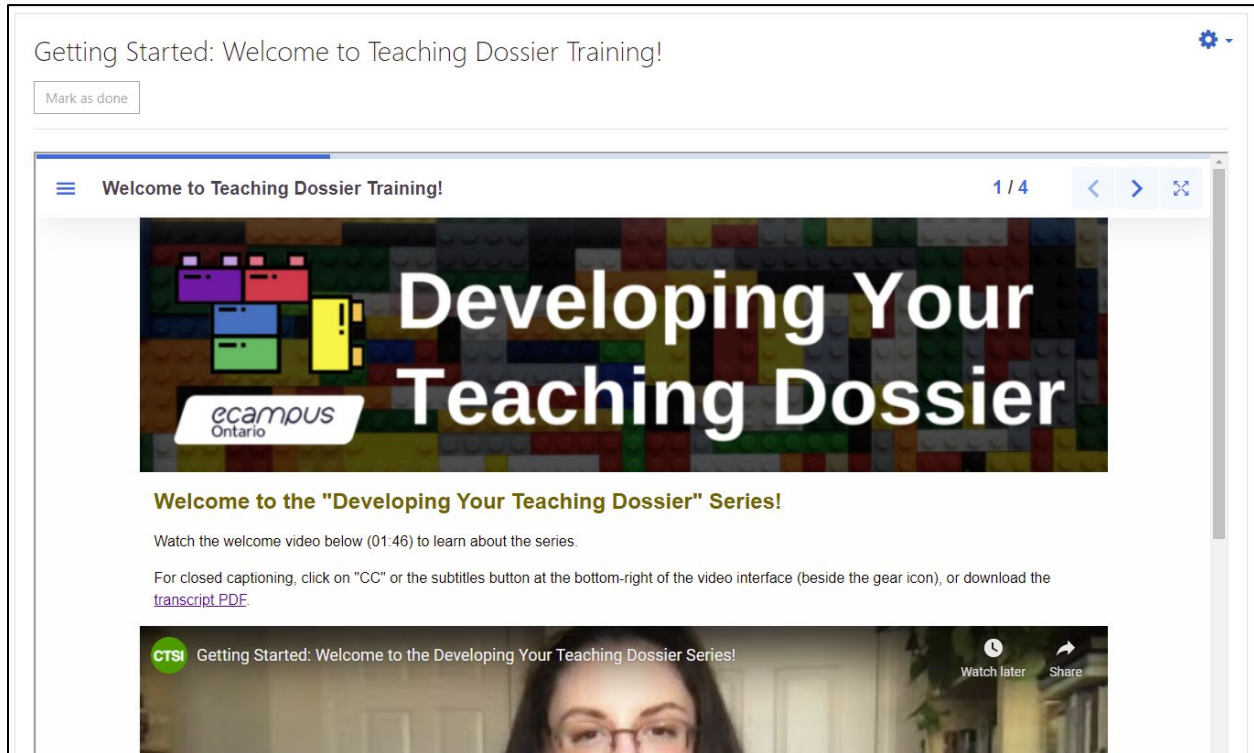 Getting Started: Welcome to Teaching Dossier Training!
Mark as done
Welcome to Teaching Dossier Training!
1 / 4
Developing Your
Teaching Dossier
ecampus
Ontario
Welcome to the "Developing Your Teaching Dossier" Series!
Watch the welcome video below (01:46) to learn about the series.
For closed captioning, click on "CC" or the subtitles button at the bottom-right of the video interface (beside the gear icon), or download the
transcript PDF.
CTSI Getting Started: Welcome to the Developing Your Teaching Dossier Series!
Watch later
Share